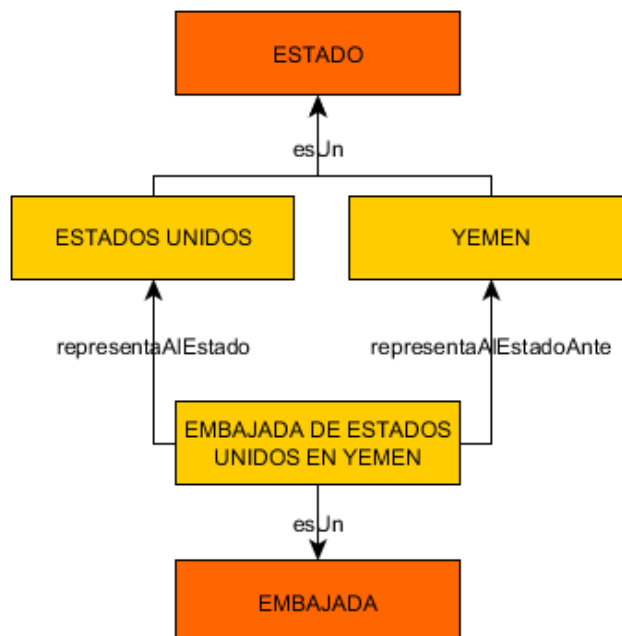 ESTADO
esUn
ESTADOS UNIDOS
YEMEN
representaAlEstado
representaAlEstadoAnte
EMBAJADA DE ESTADOS
UNIDOS EN YEMEN
esUn
EMBAJADA